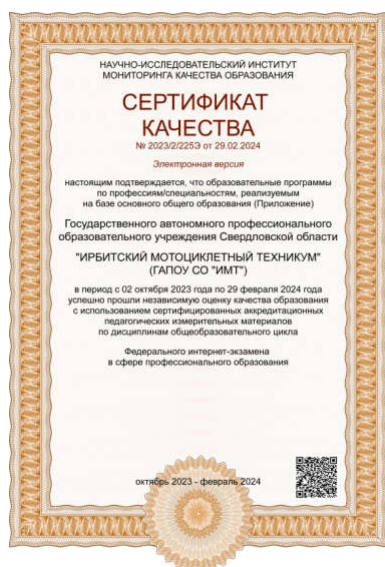 НАУЧНО-ИССЛЕДОВАТЕЛЬСКИЙ ИНСТИТУТ
МОНИТОРИНГА КАЧЕСТВА ОБРАЗОВАНИЯ
СЕРТИФИКАТ
КАЧЕСТВА
№ 2023/2/225Э от 29.02.2024
Электронная версия
настоящим подтверждается, что образовательные программы
по профессиям/специальностям, реализуемым
на базе основного общего образования (Приложение)
Государственного автономного профессионального
образовательного учреждения Свердловской области
"ИРБИТСКИЙ МОТОЦИКЛЕТНЫЙ ТЕХНИКУМ"
(ГАПОУ СО "ИМТ")
в период с 02 октября 2023 года по 29 февраля 2024 года
успешно прошли независимую оценку качества образования
с использованием сертифицированных аккредитационных
педагогических измерительных материалов
по дисциплинам общеобразовательного цикла
Федерального интернет-экзамена
в сфере профессионального образования
октябрь 2023 - февраль 2024